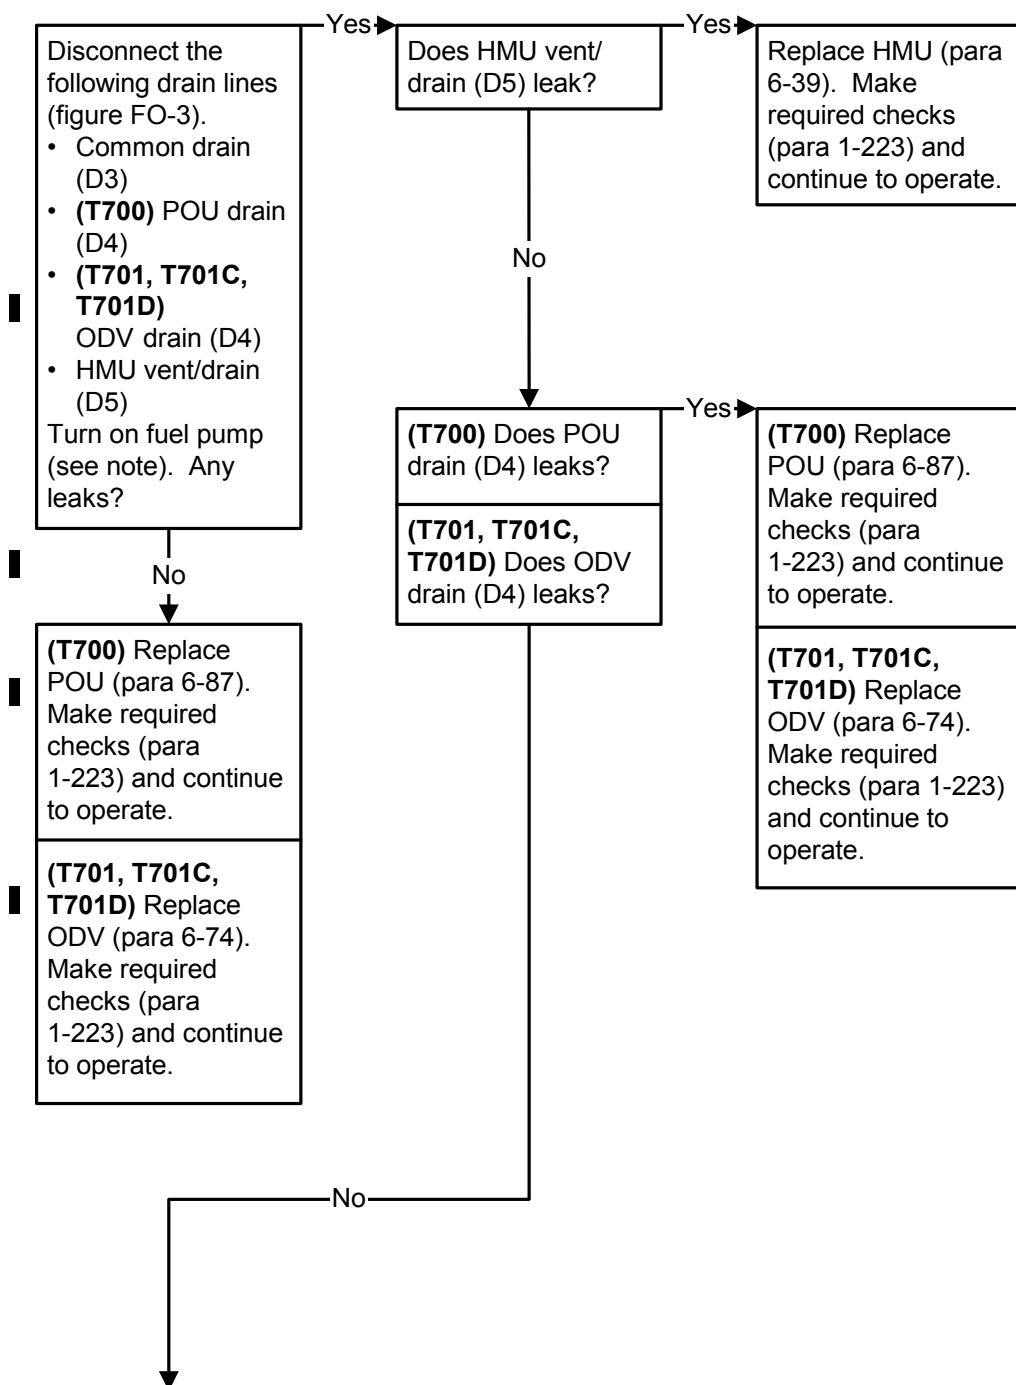 Disconnect the
following drain lines
(figure FO-3).
• Common drain
(D3)
• (T700) POU drain
(D4)
• (T701, T701C,
T701D)
ODV drain (D4)
• HMU vent/drain
(D5)
Turn on fuel pump
(see note). Any
leaks?
Yes
Does HMU vent/
drain (D5) leak?
Yes
Replace HMU (para
6-39). Make
required checks
(para 1-223) and
continue to operate.
No
(T700) Does POU
drain (D4) leaks?
(T701, T701C,
T701D) Does ODV
drain (D4) leaks?
Yes
(T700) Replace
POU (para 6-87).
Make required
checks (para
1-223) and continue
to operate.
(T701, T701C,
T701D) Replace
ODV (para 6-74).
Make required
checks (para 1-223)
and continue to
operate.
No
(T700) Replace
POU (para 6-87).
Make required
checks (para
1-223) and continue
to operate.
(T701, T701C,
T701D) Replace
ODV (para 6-74).
Make required
checks (para
1-223) and continue
to operate.
No